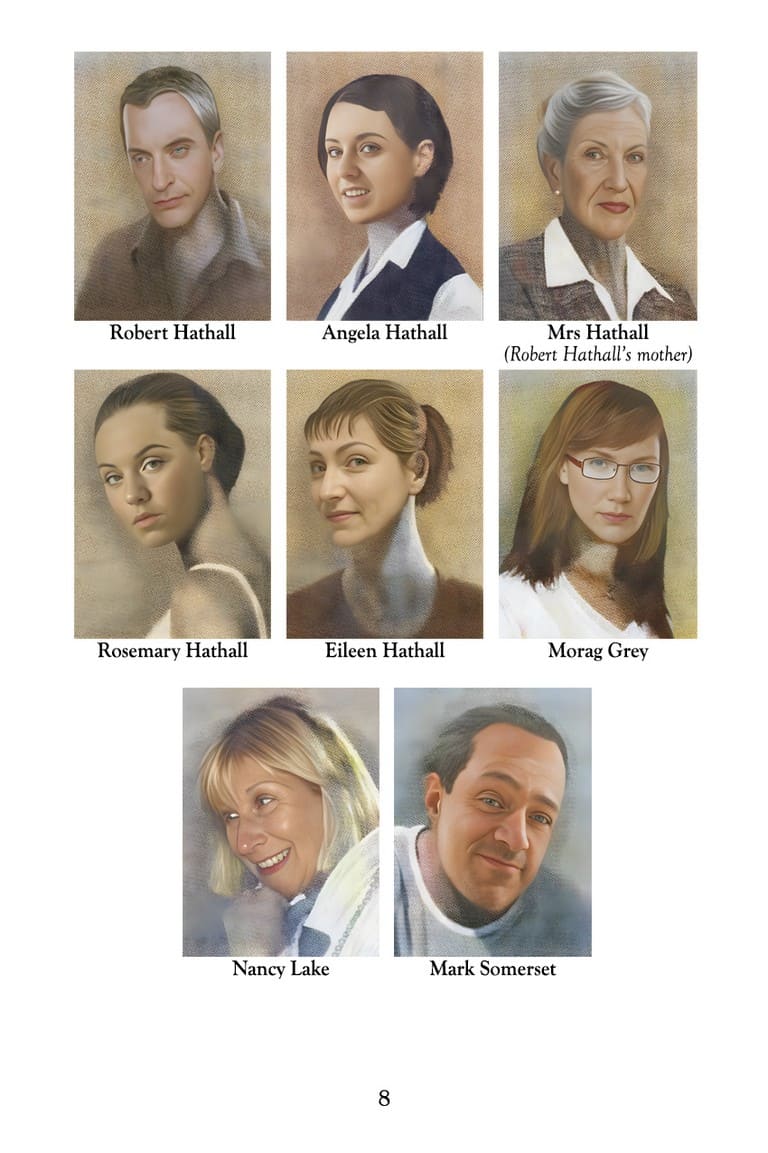 Robert Hathall
Angela Hathall
Mrs Hathall
(Robert Hathall's mother)
Rosemary Hathall
Eileen Hathall
Morag Grey
Nancy Lake
Mark Somerset
8